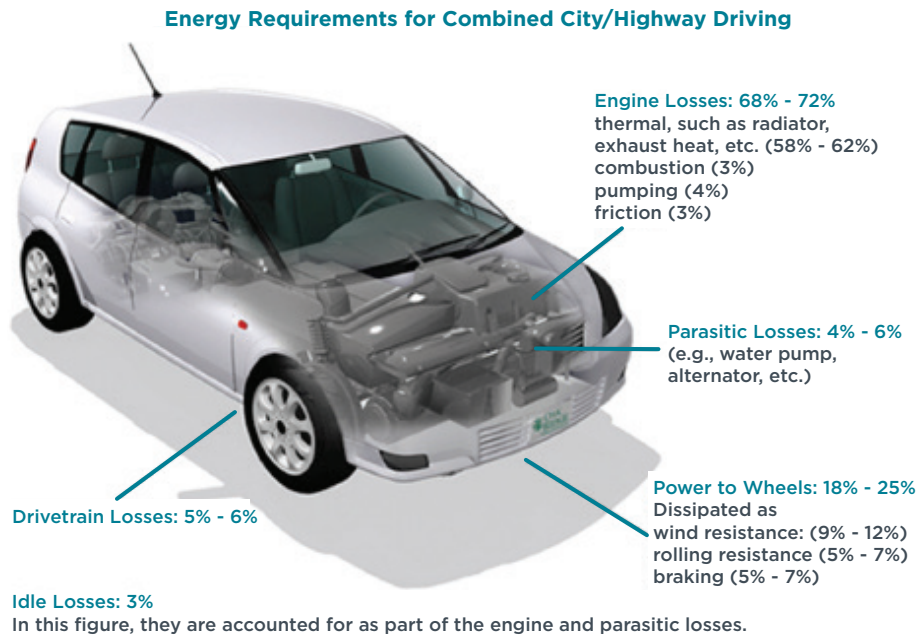 Energy Requirements for Combined City/Highway Driving
Engine Losses: 68% - 72%
thermal, such as radiator,
exhaust heat, etc. (58% - 62%)
combustion (3%)
pumping (4%)
friction (3%)
Parasitic Losses: 4% - 6%
(e.g., water pump,
alternator, etc.)
Power to Wheels: 18% - 25%
Dissipated as
wind resistance: (9% - 12%)
rolling resistance (5% - 7%)
braking (5% - 7%)
Drivetrain Losses: 5% - 6%
Idle Losses: 3%
In this figure, they are accounted for as part of the engine and parasitic losses.